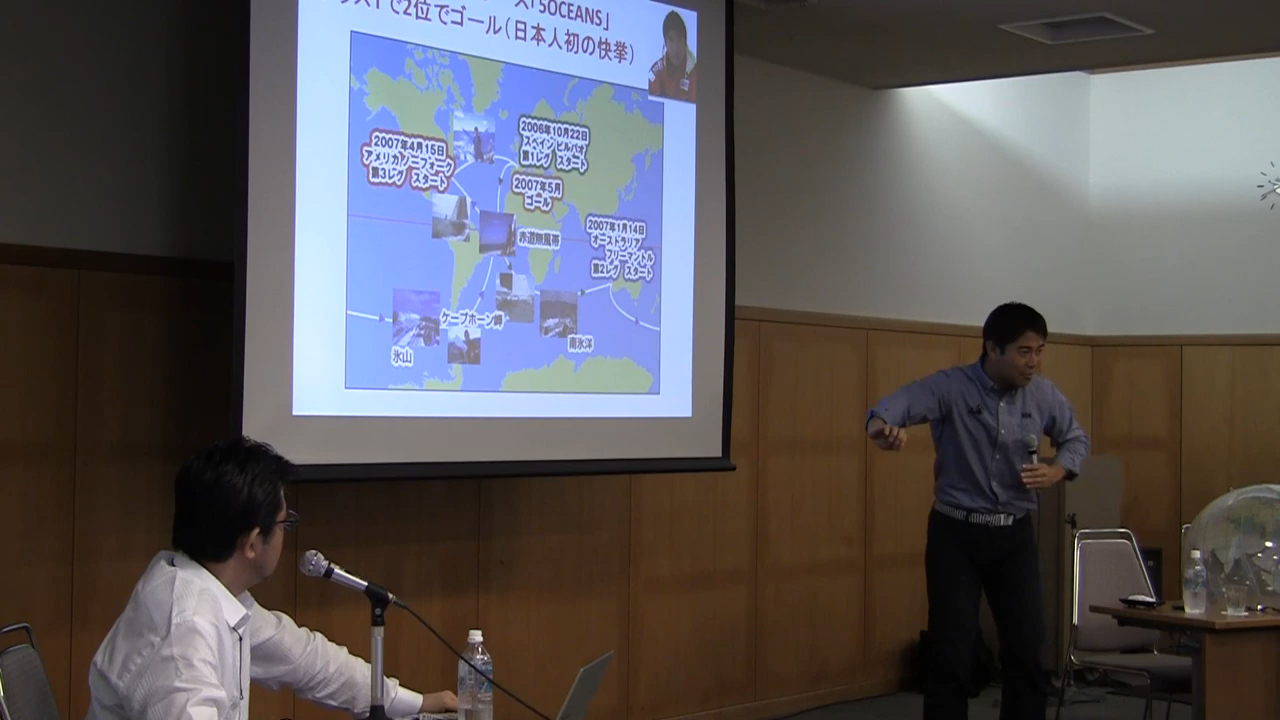 ス「5OCEANS」
で2位でゴール(日本人初の快挙)
2007年4月15日
アメリカ ノーフォーク
第3レグ スタート
2006年10月22日
スペイン ビルバオ
第1レグ スタート
2007年5月
ゴール
2007年1月14日
オーストラリア
フリーマントル
第2レグ スタート
赤道無風帯
ケープホーン岬
氷山
南氷洋